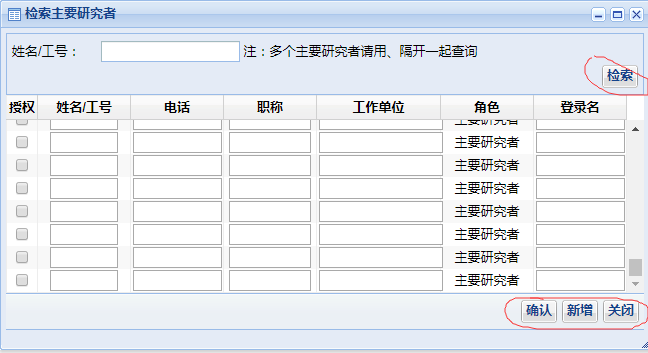 检索主要研究者
姓名/工号： 注：多个主要研究者请用、隔开一起查询
检索
授权 姓名/工号 电话 职称 工作单位 角色 登录名
主要研究者
主要研究者
主要研究者
主要研究者
主要研究者
主要研究者
主要研究者
主要研究者
确认 新增 关闭